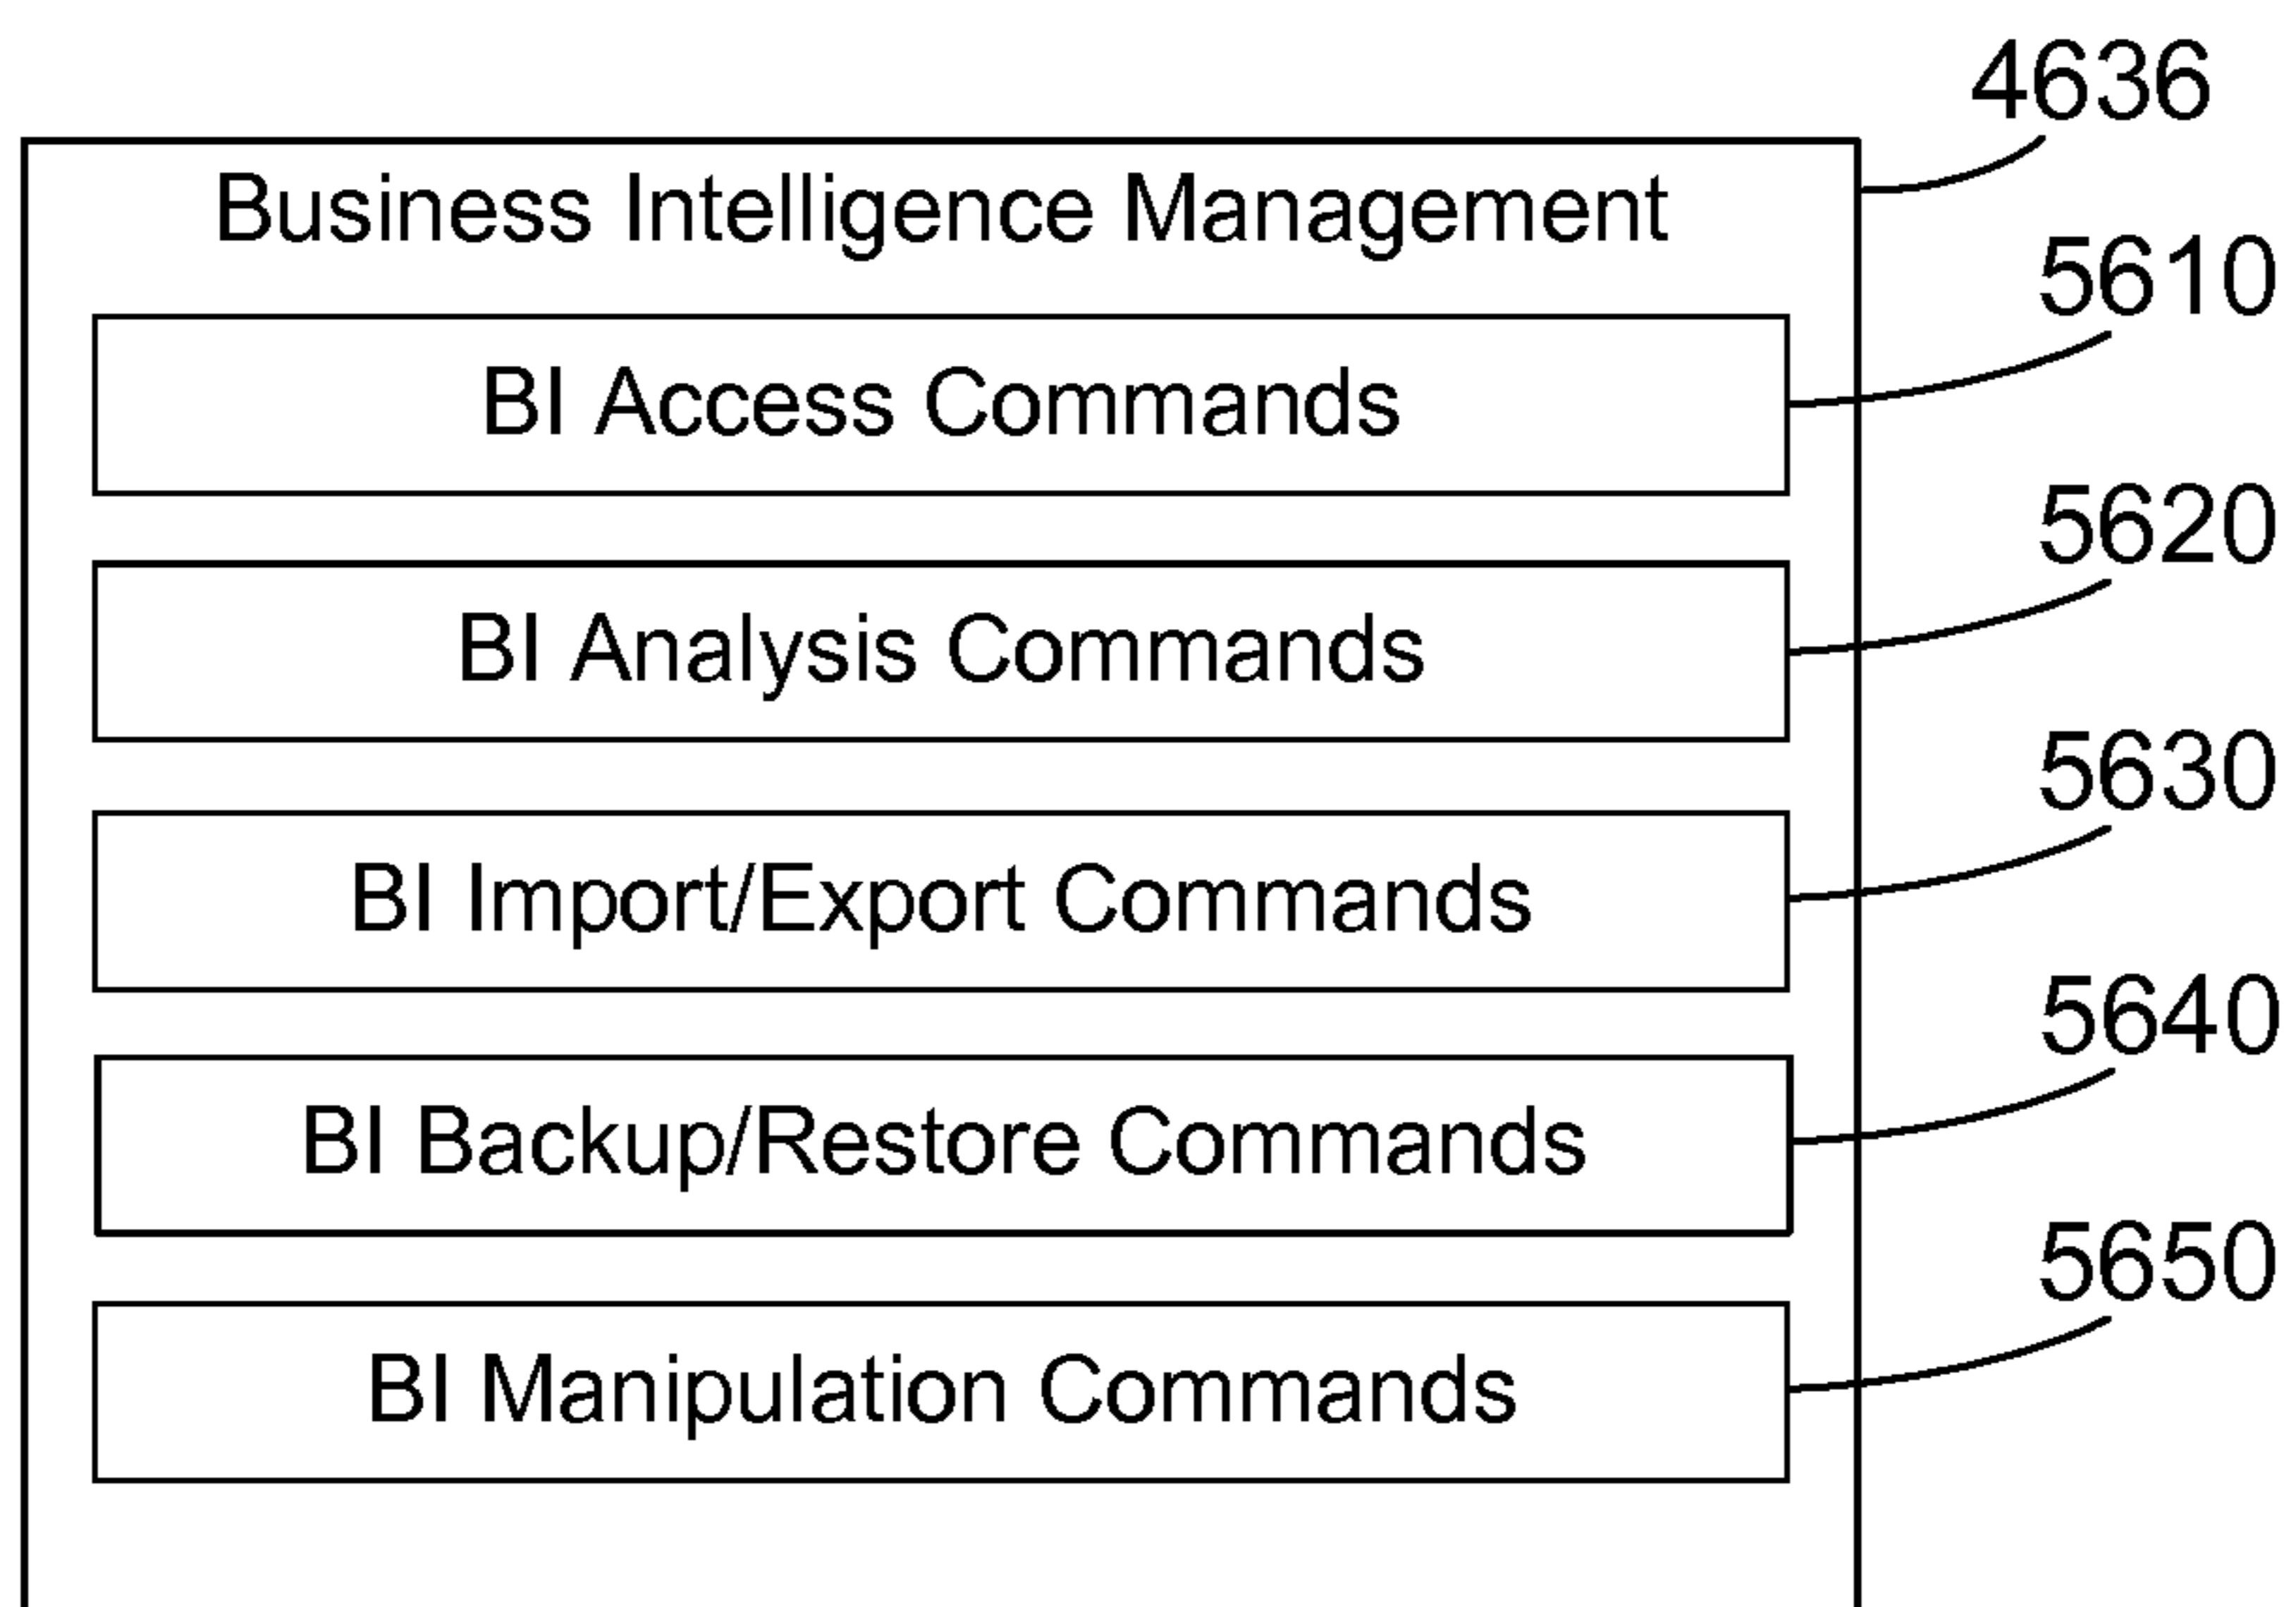 4636
Business Intelligence Management
5610
BI Access Commands
5620
BI Analysis Commands
5630
BI Import/Export Commands
5640
BI Backup/Restore Commands
5650
BI Manipulation Commands